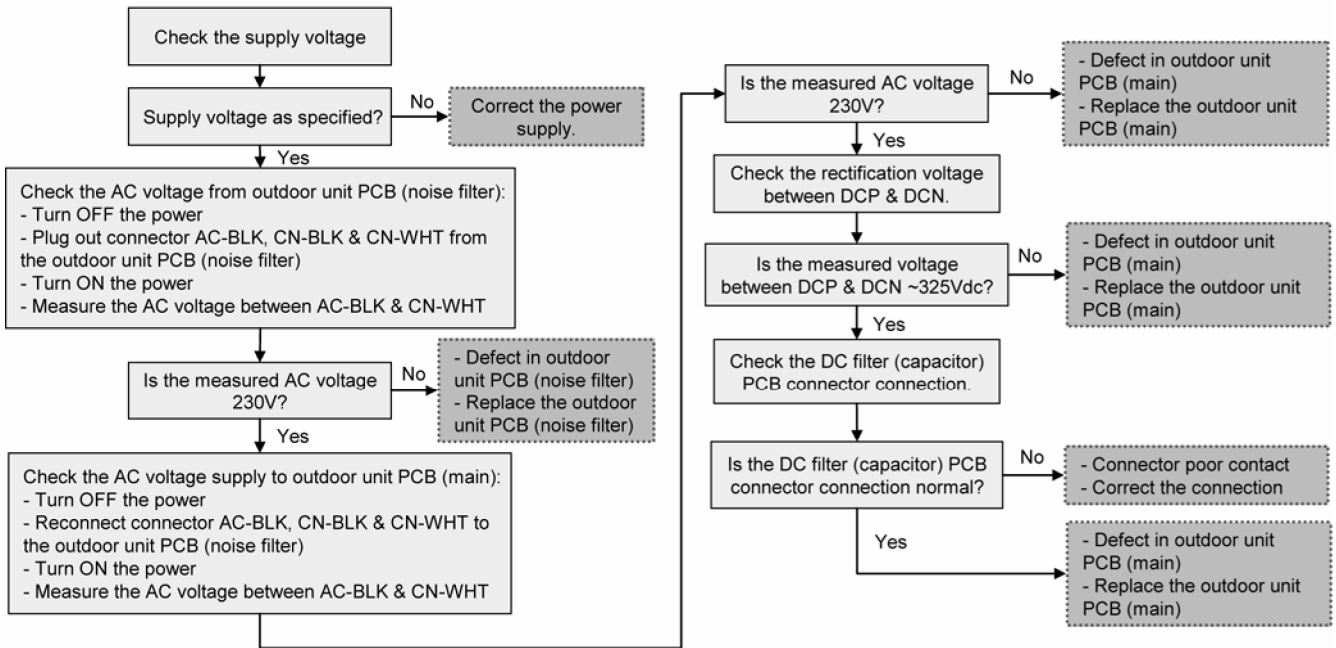 Check the supply voltage
Supply voltage as specified?
No
Correct the power
supply.
Yes
Check the AC voltage from outdoor unit PCB (noise filter):
- Turn OFF the power
- Plug out connector AC-BLK, CN-BLK & CN-WHT from
the outdoor unit PCB (noise filter)
- Turn ON the power
- Measure the AC voltage between AC-BLK & CN-WHT
Is the measured AC voltage
230V?
No
- Defect in outdoor
unit PCB (noise filter)
- Replace the outdoor
unit PCB (noise filter)
Yes
Check the AC voltage supply to outdoor unit PCB (main):
- Turn OFF the power
- Reconnect connector AC-BLK, CN-BLK & CN-WHT to
the outdoor unit PCB (noise filter)
- Turn ON the power
- Measure the AC voltage between AC-BLK & CN-WHT
Is the measured AC voltage
230V?
No
- Defect in outdoor unit
PCB (main)
- Replace the outdoor unit
PCB (main)
Yes
Check the rectification voltage
between DCP & DCN.
Is the measured voltage
between DCP & DCN ~325Vdc?
No
- Defect in outdoor unit
PCB (main)
- Replace the outdoor unit
PCB (main)
Yes
Check the DC filter (capacitor)
PCB connector connection.
Is the DC filter (capacitor) PCB
connector connection normal?
No
- Connector poor contact
- Correct the connection
Yes
- Defect in outdoor unit
PCB (main)
- Replace the outdoor unit
PCB (main)